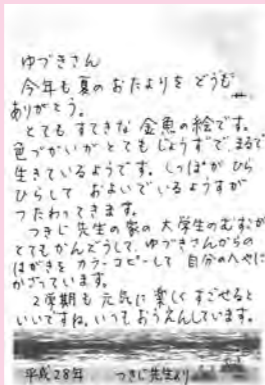 ゆづきさん
今年も夏のおたよりをどうも
ありがとう。
とてもすてきな金魚の絵です。
色づかいがとてもじょうずで、まるで
生きているようです。しっぽがひら
ひらして およいでいるようすが
つたわってきます。
つきじ先生の家の大学生のむすこが
とてもかんどうして、ゆづきさんからの
はがきを カラーコピーして 自分のへやに
かざっています。
2学期も元気に楽しくすごせると
いいですね。いつもおうえんしています。
平成28年 つきじ先生より